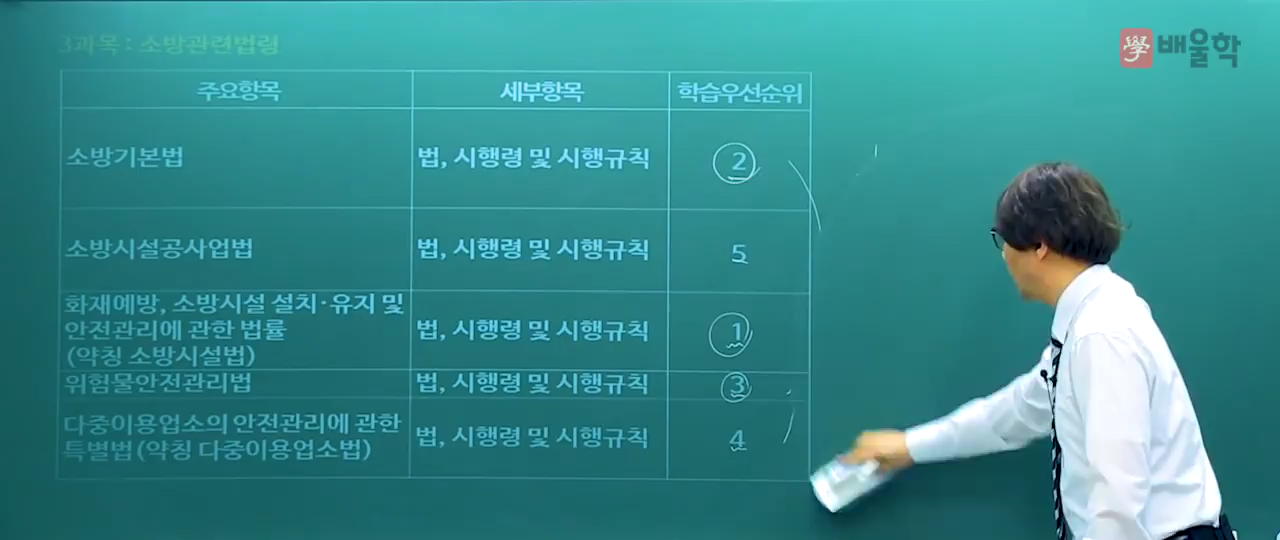 3과목 : 소방관련법령
學 배울학
주요항목 세부항목 학습우선순위
소방기본법 법, 시행령 및 시행규칙 2
소방시설공사업법 법, 시행령 및 시행규칙 5
화재예방, 소방시설 설치·유지 및
안전관리에 관한 법률
(약칭 소방시설법) 법, 시행령 및 시행규칙 1
위험물안전관리법 법, 시행령 및 시행규칙 3
다중이용업소의 안전관리에 관한
특별법(약칭 다중이용업소법) 법, 시행령 및 시행규칙 4